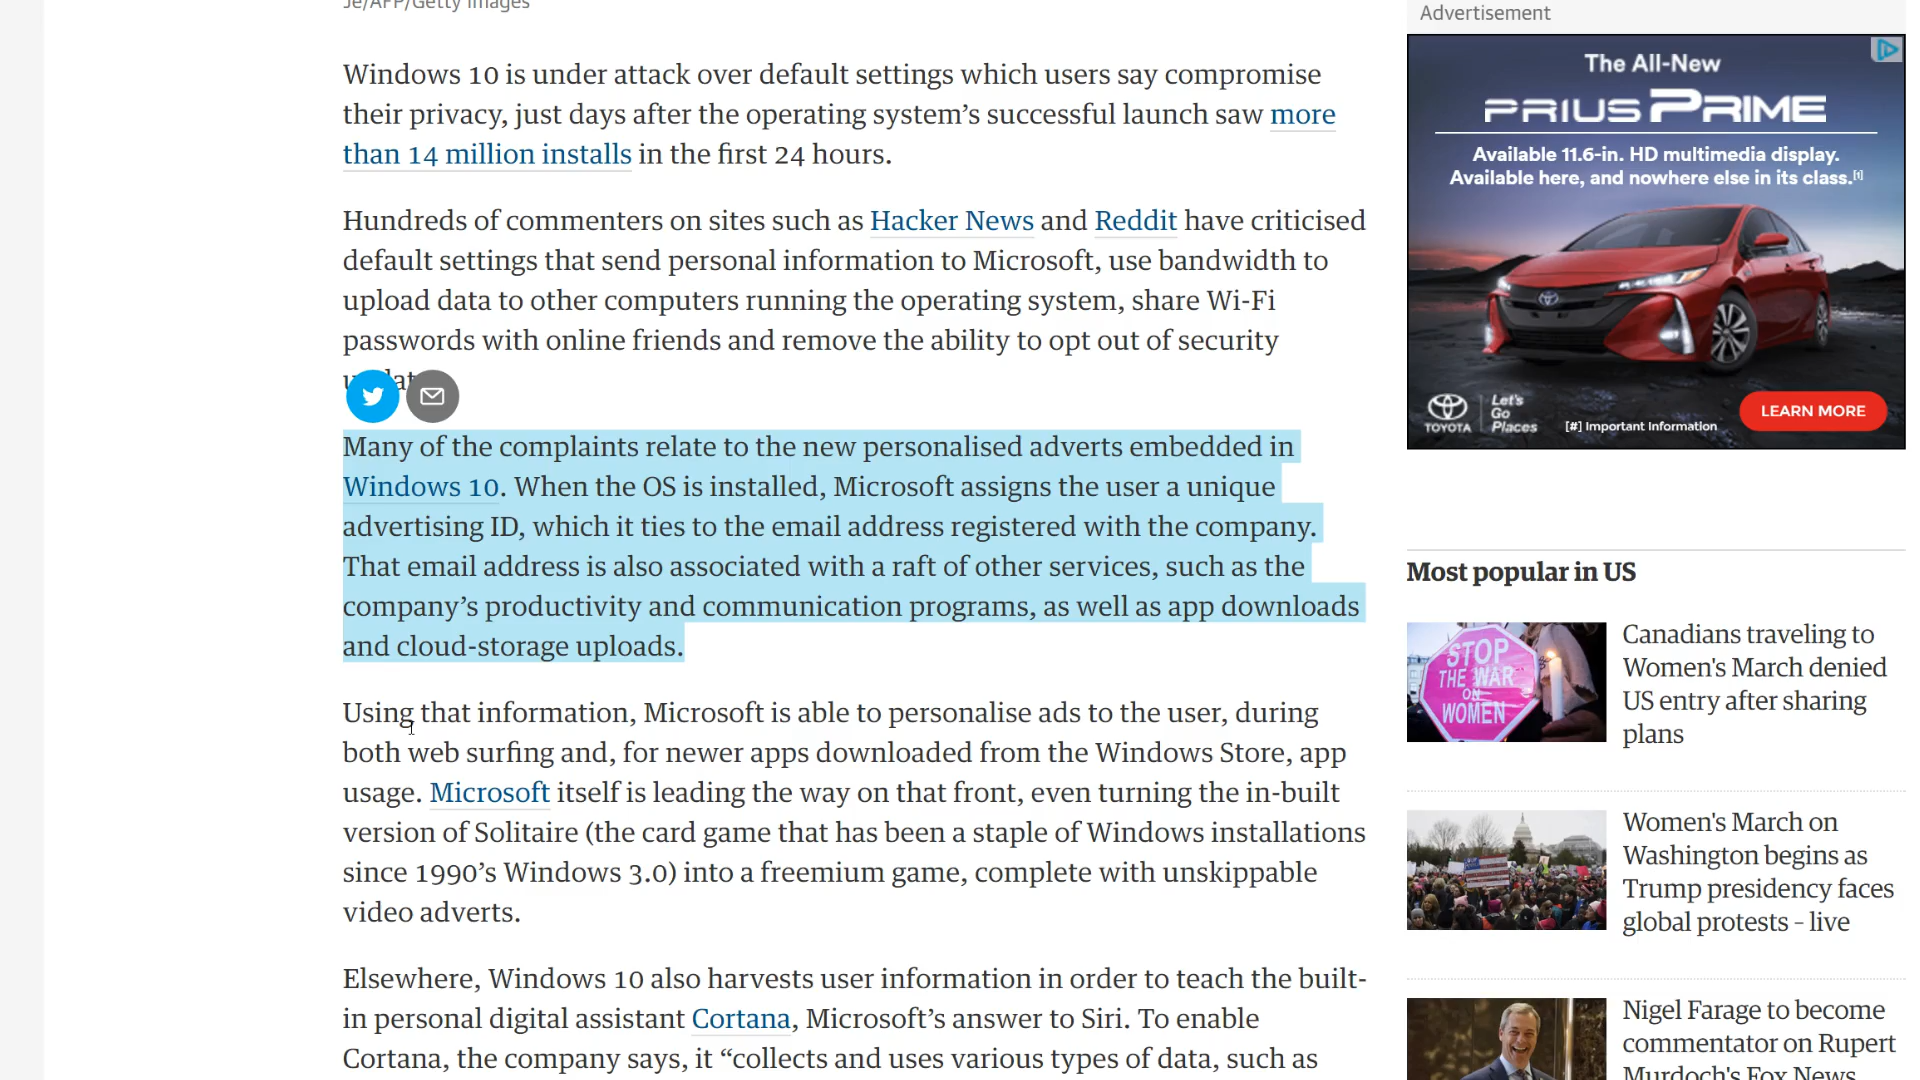 Je/AFP/Getty Images
Windows 10 is under attack over default settings which users say compromise
their privacy, just days after the operating system’s successful launch saw more
than 14 million installs in the first 24 hours.
Hundreds of commenters on sites such as Hacker News and Reddit have criticised
default settings that send personal information to Microsoft, use bandwidth to
upload data to other computers running the operating system, share Wi-Fi
passwords with online friends and remove the ability to opt out of security
Many of the complaints relate to the new personalised adverts embedded in
Windows 10. When the OS is installed, Microsoft assigns the user a unique
advertising ID, which it ties to the email address registered with the company.
That email address is also associated with a raft of other services, such as the
company’s productivity and communication programs, as well as app downloads
and cloud-storage uploads.
Using that information, Microsoft is able to personalise ads to the user, during
both web surfing and, for newer apps downloaded from the Windows Store, app
usage. Microsoft itself is leading the way on that front, even turning the in-built
version of Solitaire (the card game that has been a staple of Windows installations
since 1990’s Windows 3.0) into a freemium game, complete with unskippable
video adverts.
Elsewhere, Windows 10 also harvests user information in order to teach the built-
in personal digital assistant Cortana, Microsoft’s answer to Siri. To enable
Cortana, the company says, it “collects and uses various types of data, such as
Advertisement
The All-New
PRIUS PRIME
Available 11.6-in. HD multimedia display.
Available here, and nowhere else in its class.[1]
TOYOTA
Let's
Go
Places
[#] Important Information
LEARN MORE
Most popular in US
STOP
THE WAR
ON
WOMEN
Canadians traveling to
Women's March denied
US entry after sharing
plans
Women's March on
Washington begins as
Trump presidency faces
global protests – live
Nigel Farage to become
commentator on Rupert
Murdoch's Fox News